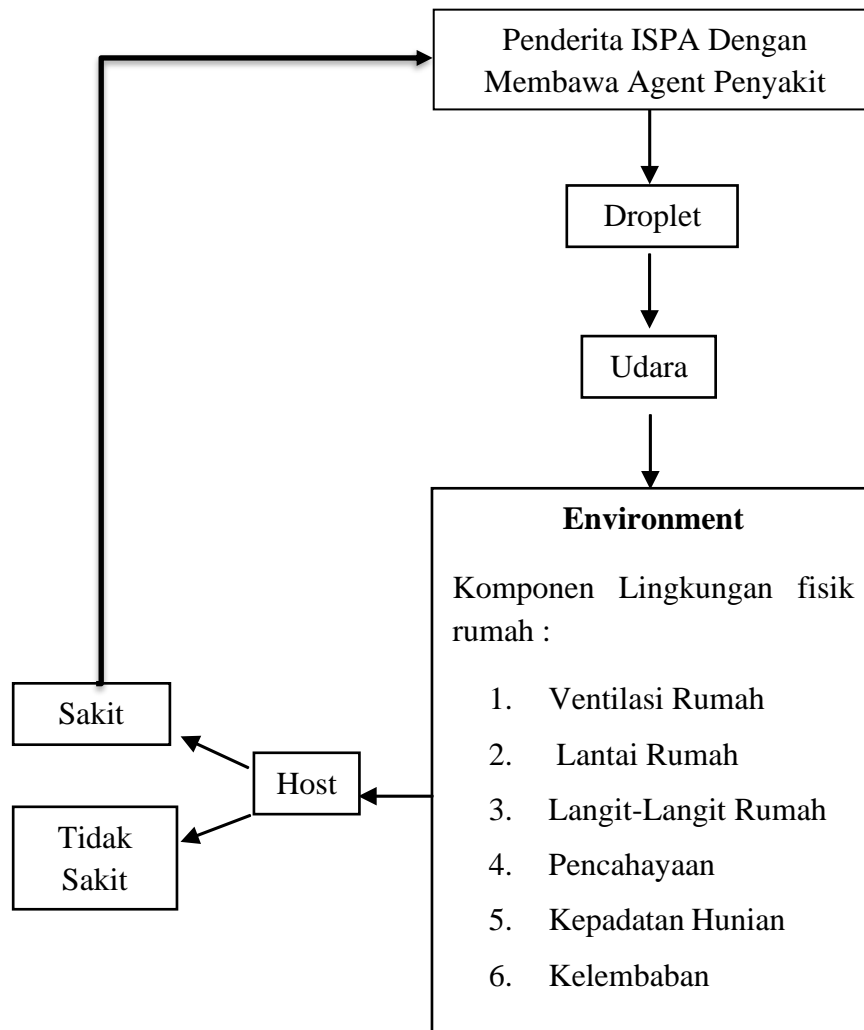 Penderita ISPA Dengan
Membawa Agent Penyakit
Droplet
Udara
Environment
Komponen Lingkungan fisik
rumah :
1. Ventilasi Rumah
2. Lantai Rumah
3. Langit-Langit Rumah
4. Pencahayaan
5. Kepadatan Hunian
6. Kelembaban
Host
Sakit
Tidak
Sakit